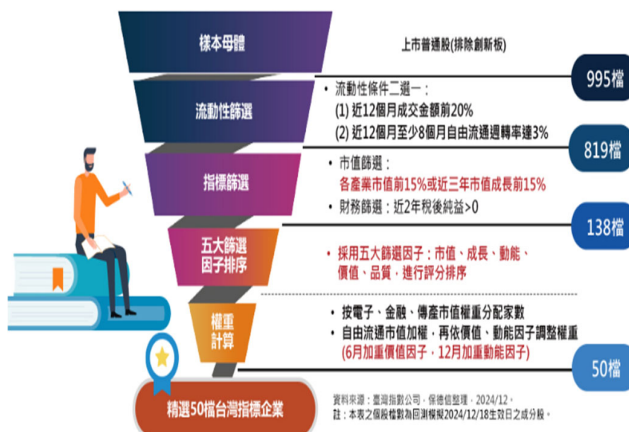 樣本母體
上市普通股(排除創新板)
995檔
流動性篩選
• 流動性條件二選一：
(1) 近12個月成交金額前20%
(2) 近12個月至少8個月自由流通週轉率達3%
819檔
指標篩選
• 市值篩選：
各產業市值前15%或近三年市值成長前15%
• 財務篩選：近2年稅後純益>0
138檔
五大篩選
因子排序
• 採用五大篩選因子：市值、成長、動能、
價值、品質，進行評分排序
權重
計算
• 按電子、金融、傳產市值權重分配家數
• 自由流通市值加權，再依價值、動能因子調整權重
(6月加重價值因子，12月加重動能因子)
50檔
精選50檔台灣指標企業
資料來源：臺灣指數公司，保德信整理，2024/12。
註：本表之個股檔數為回測模擬2024/12/18生效日之成分股。